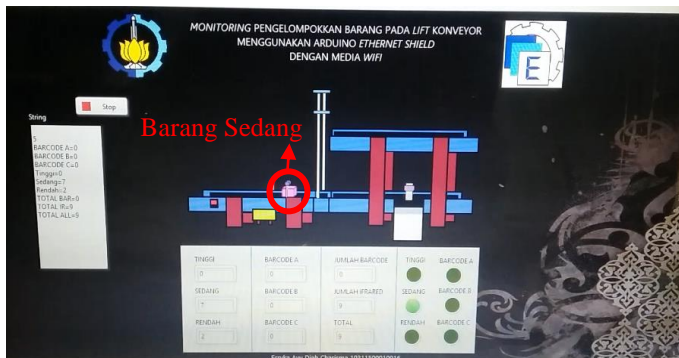 MONITORING PENGELOMPOKKAN BARANG PADA LIFT KONVEYOR
MENGGUNAKAN ARDUINO ETHERNET SHIELD
DENGAN MEDIA WIFI
E
Stop
String
Barang Sedang
S
BARCODE A=0
BARCODE B=0
BARCODE C=0
Tinggi=0
Sedang=7
Rendah=2
TOTAL BAR=0
TOTAL IR=9
TOTAL ALL=9
TINGGI BARCODE A JUMLAH BARCODE TINGGI BARCODE A
0 0 0
SEDANG BARCODE B JUMLAH IFRARED SEDANG BARCODE B
7 0 9
RENDAH BARCODE C TOTAL RENDAH BARCODE C
2 0 9